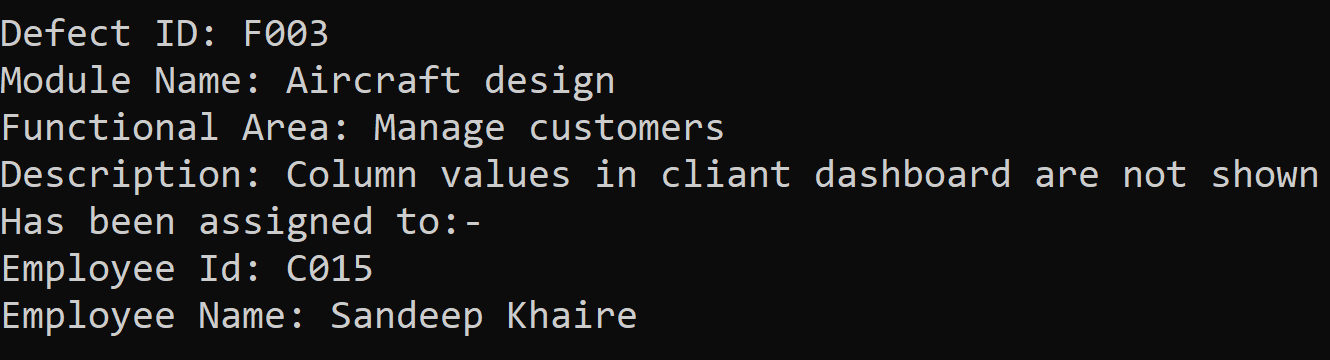 Defect ID: F003
Module Name: Aircraft design
Functional Area: Manage customers
Description: Column values in cliant dashboard are not shown
Has been assigned to:-
Employee Id: C015
Employee Name: Sandeep Khaire